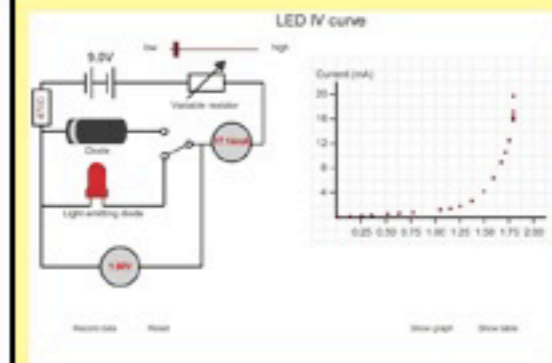 LED IV curve
low high
9.0V
Variable resistor
Diode
Light-emitting diode
Current (mA)
20
16
12
8
4
0.25 0.50 0.75 1.00 1.25 1.50 1.75 2.00
Record data Reset
Show graph Show table